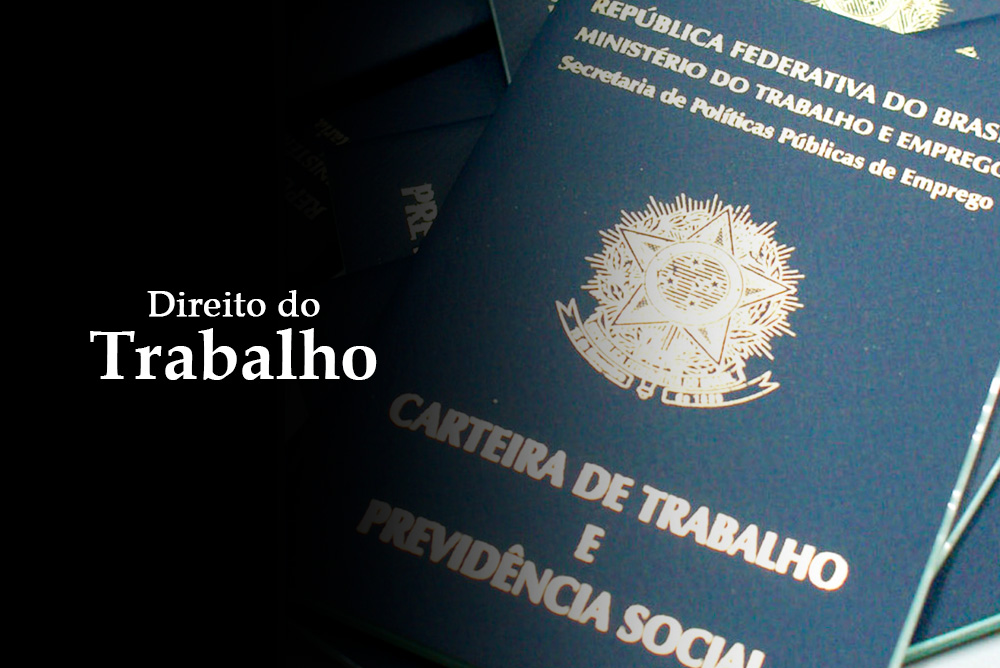 REPÚBLICA FEDERATIVA DO BRAS
MINISTÉRIO DO TRABALHO E EMPREGO
Secretaria de Políticas Públicas de Emprego
PRE
Direito do
Trabalho
CARTEIRA DE TRABALHO
E
PREVIDÊNCIA SOCIAL